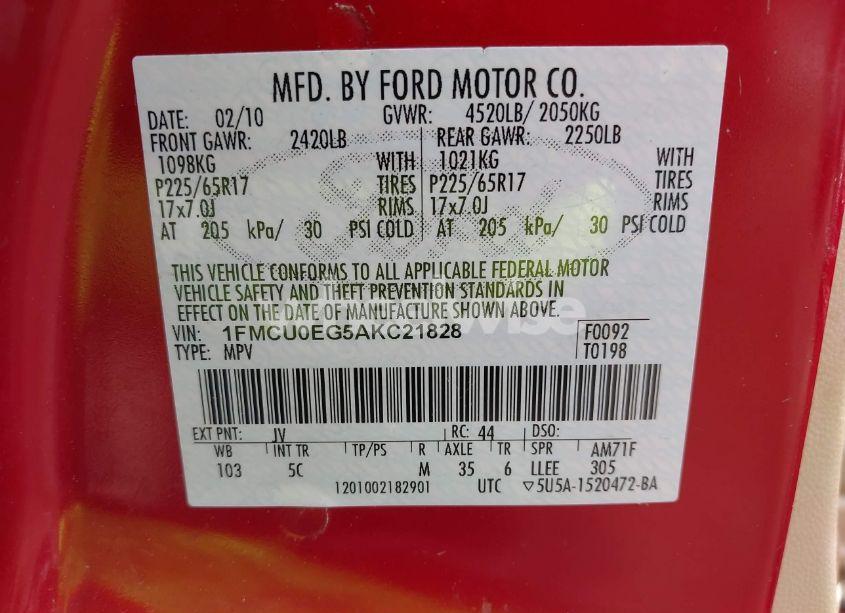 MFD. BY FORD MOTOR CO.
DATE: 02/10 GVWR: 4520LB/ 2050KG
FRONT GAWR: 2420LB REAR GAWR: 2250LB
1098KG WITH 1021KG WITH
P225/65R17 TIRES P225/65R17 TIRES
17x7.0J RIMS 17x7.0J RIMS
AT 205 kPa/ 30 PSI COLD AT 205 kPa/ 30 PSI COLD
THIS VEHICLE CONFORMS TO ALL APPLICABLE FEDERAL MOTOR
VEHICLE SAFETY AND THEFT PREVENTION STANDARDS IN
EFFECT ON THE DATE OF MANUFACTURE SHOWN ABOVE.
VIN: 1FMCU0EG5AKC21828 F0092
TYPE: MPV T0198
EXT PNT: JV RC: 44 DSO:
WB INT TR TP/PS R AXLE TR SPR AM71F
103 5C M 35 6 LLEE 305
1201002182901 UTC ▽5U5A-1520472-BA